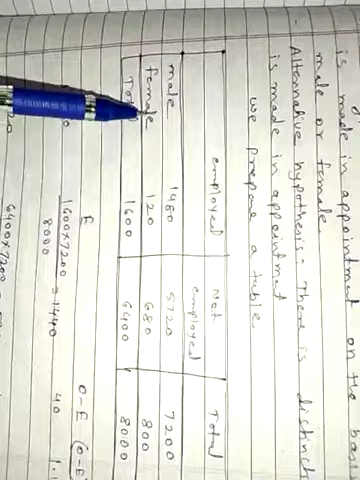 is made in appointment on the basis
male or female
Alternative hypothesis:- There is distinct
is made in appointmet
we prepare a table
employed Not employed Total
male 1480 5720 7200
female 120 680 800
Total 1600 6400 8000
E O-E (O-E
1600×7200 / 8000 = 1440 40
6400×7200